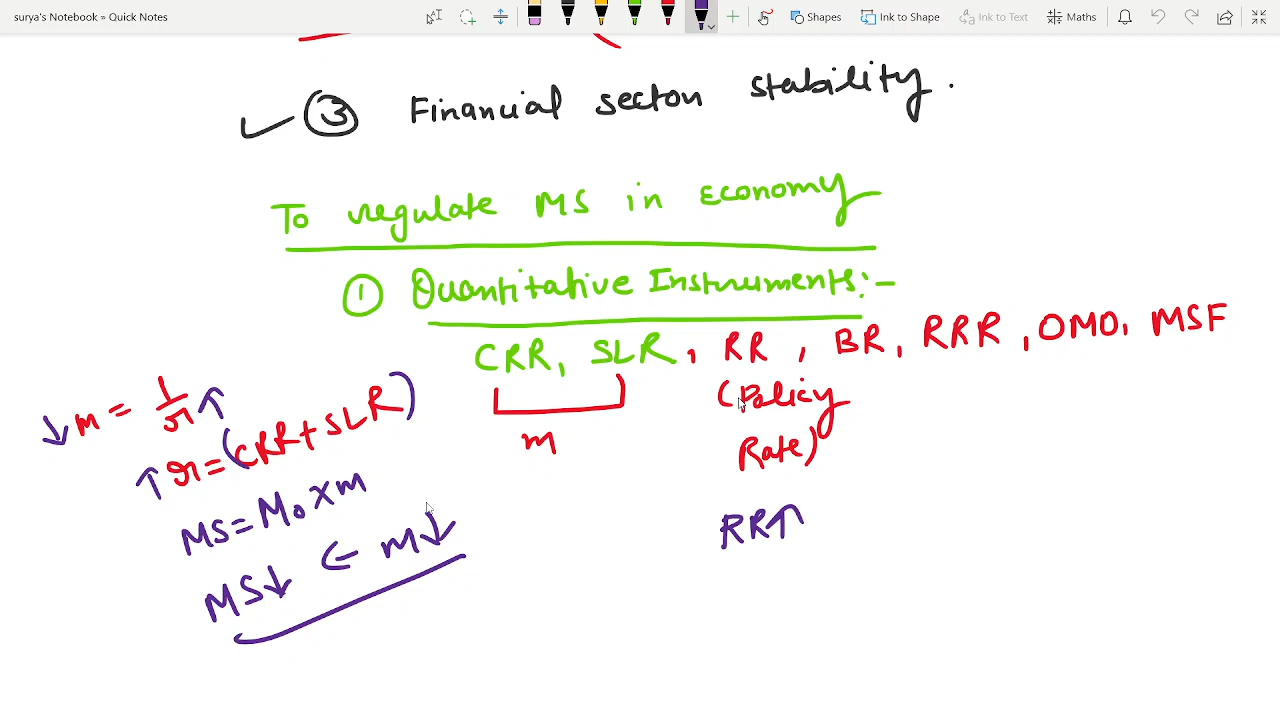 surya's Notebook » Quick Notes
Shapes Ink to Shape Ink to Text Maths
✓ ③ Financial sector stability.
To regulate MS in economy
① Quantitative Instruments:-
CRR, SLR, RR, BR, RRR, OMO, MSF
m
(Policy
Rate)
RR↑
↓m = 1/r↑
↑r = (CRR+SLR)
MS = M₀ x m
MS↓ ← m↓